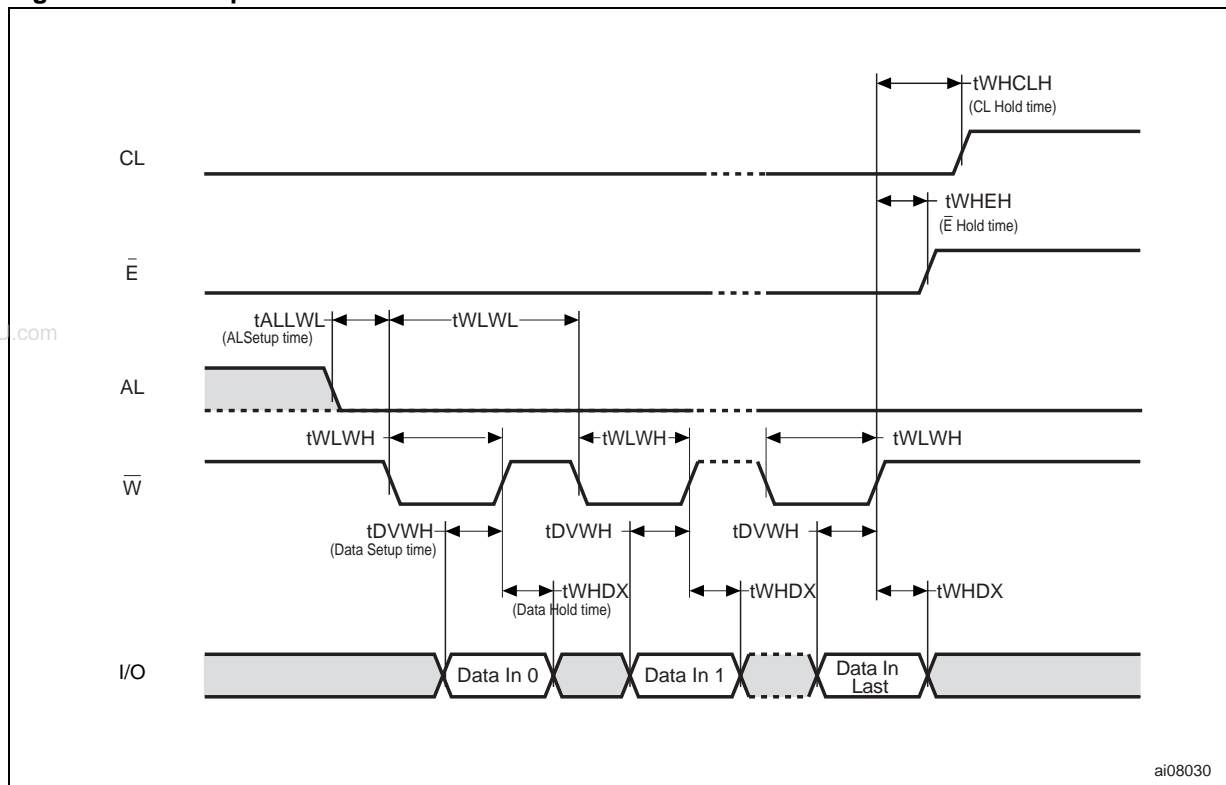 tWHCLH
(CL Hold time)
CL
tWHEH
(E̅ Hold time)
E̅
tALLWL
tWLWL
(ALSetup time)
J.com
AL
tWLWH
tWLWH
tWLWH
W̅
tDVWH
tDVWH
tDVWH
(Data Setup time)
tWHDX
tWHDX
tWHDX
(Data Hold time)
I/O
Data In 0
Data In 1
Data In
Last
ai08030